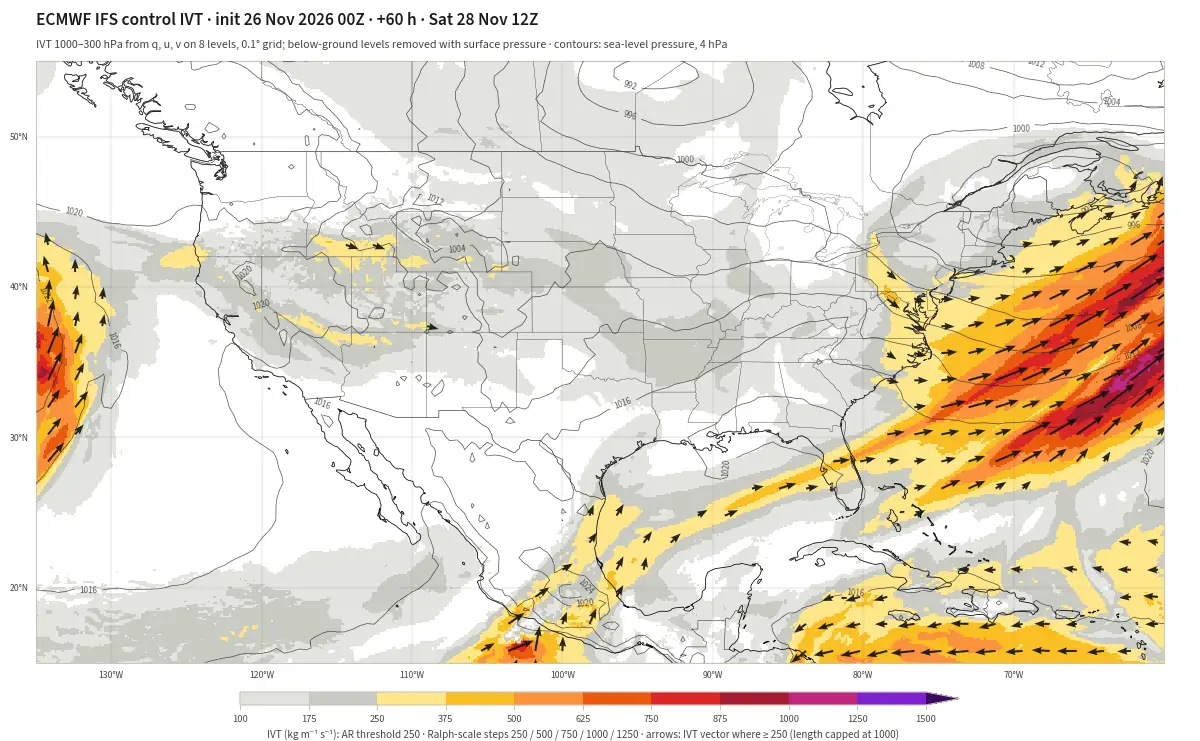 ECMWF IFS control IVT · init 26 Nov 2026 00Z · +60 h · Sat 28 Nov 12Z
IVT 1000–300 hPa from q, u, v on 8 levels, 0.1° grid; below-ground levels removed with surface pressure · contours: sea-level pressure, 4 hPa
1008
1012
992
1004
996
1000
1000
50°N
1012
1020
996
1004
1020
40°N
1020
1008
1016
1016
1016
30°N
1020
1020
20°N
1016
1020
1016
1020
130°W 120°W 110°W 100°W 90°W 80°W 70°W
100 175 250 375 500 625 750 875 1000 1250 1500
IVT (kg m⁻¹ s⁻¹): AR threshold 250 · Ralph-scale steps 250 / 500 / 750 / 1000 / 1250 · arrows: IVT vector where ≥ 250 (length capped at 1000)